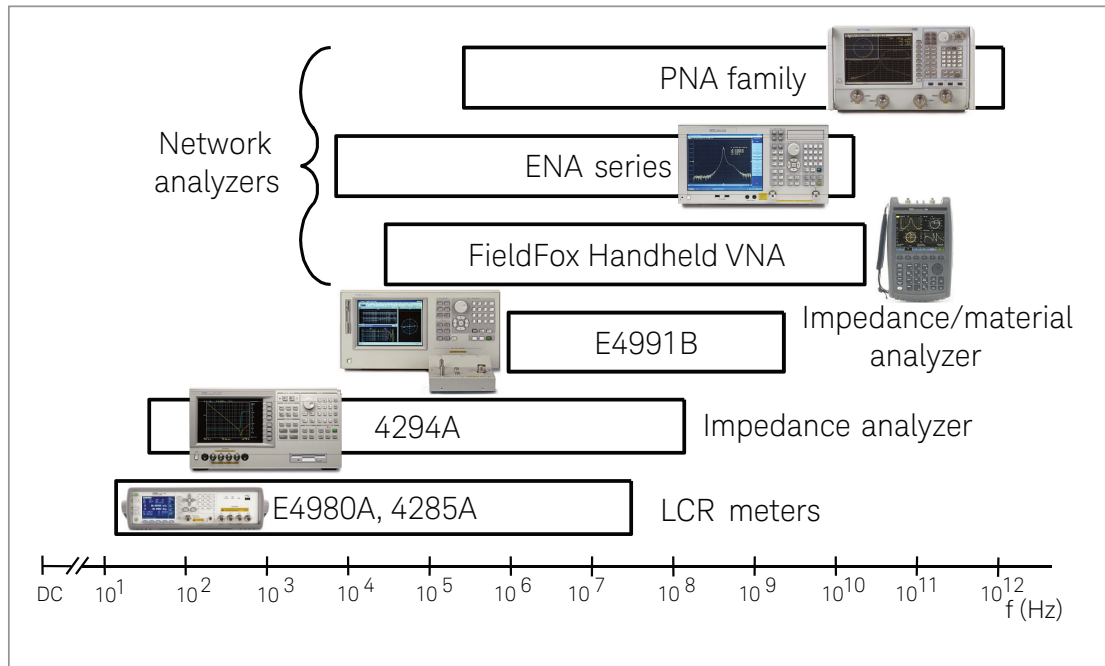 PNA family
Network
analyzers
ENA series
FieldFox Handheld VNA
E4991B
Impedance/material
analyzer
4294A
Impedance analyzer
E4980A, 4285A
LCR meters
DC 10¹ 10² 10³ 10⁴ 10⁵ 10⁶ 10⁷ 10⁸ 10⁹ 10¹⁰ 10¹¹ 10¹²
f (Hz)